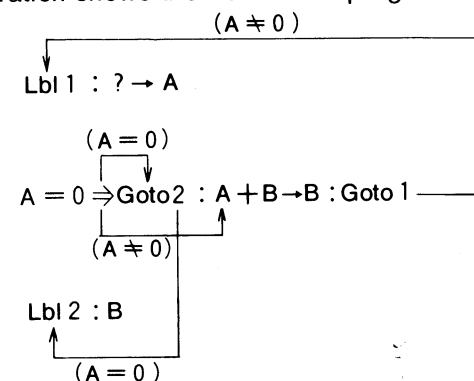 (A ≠ 0)
Lbl 1 : ? → A
(A = 0)
A = 0 ⇒ Goto 2 : A + B → B : Goto 1
(A ≠ 0)
Lbl 2 : B
(A = 0)